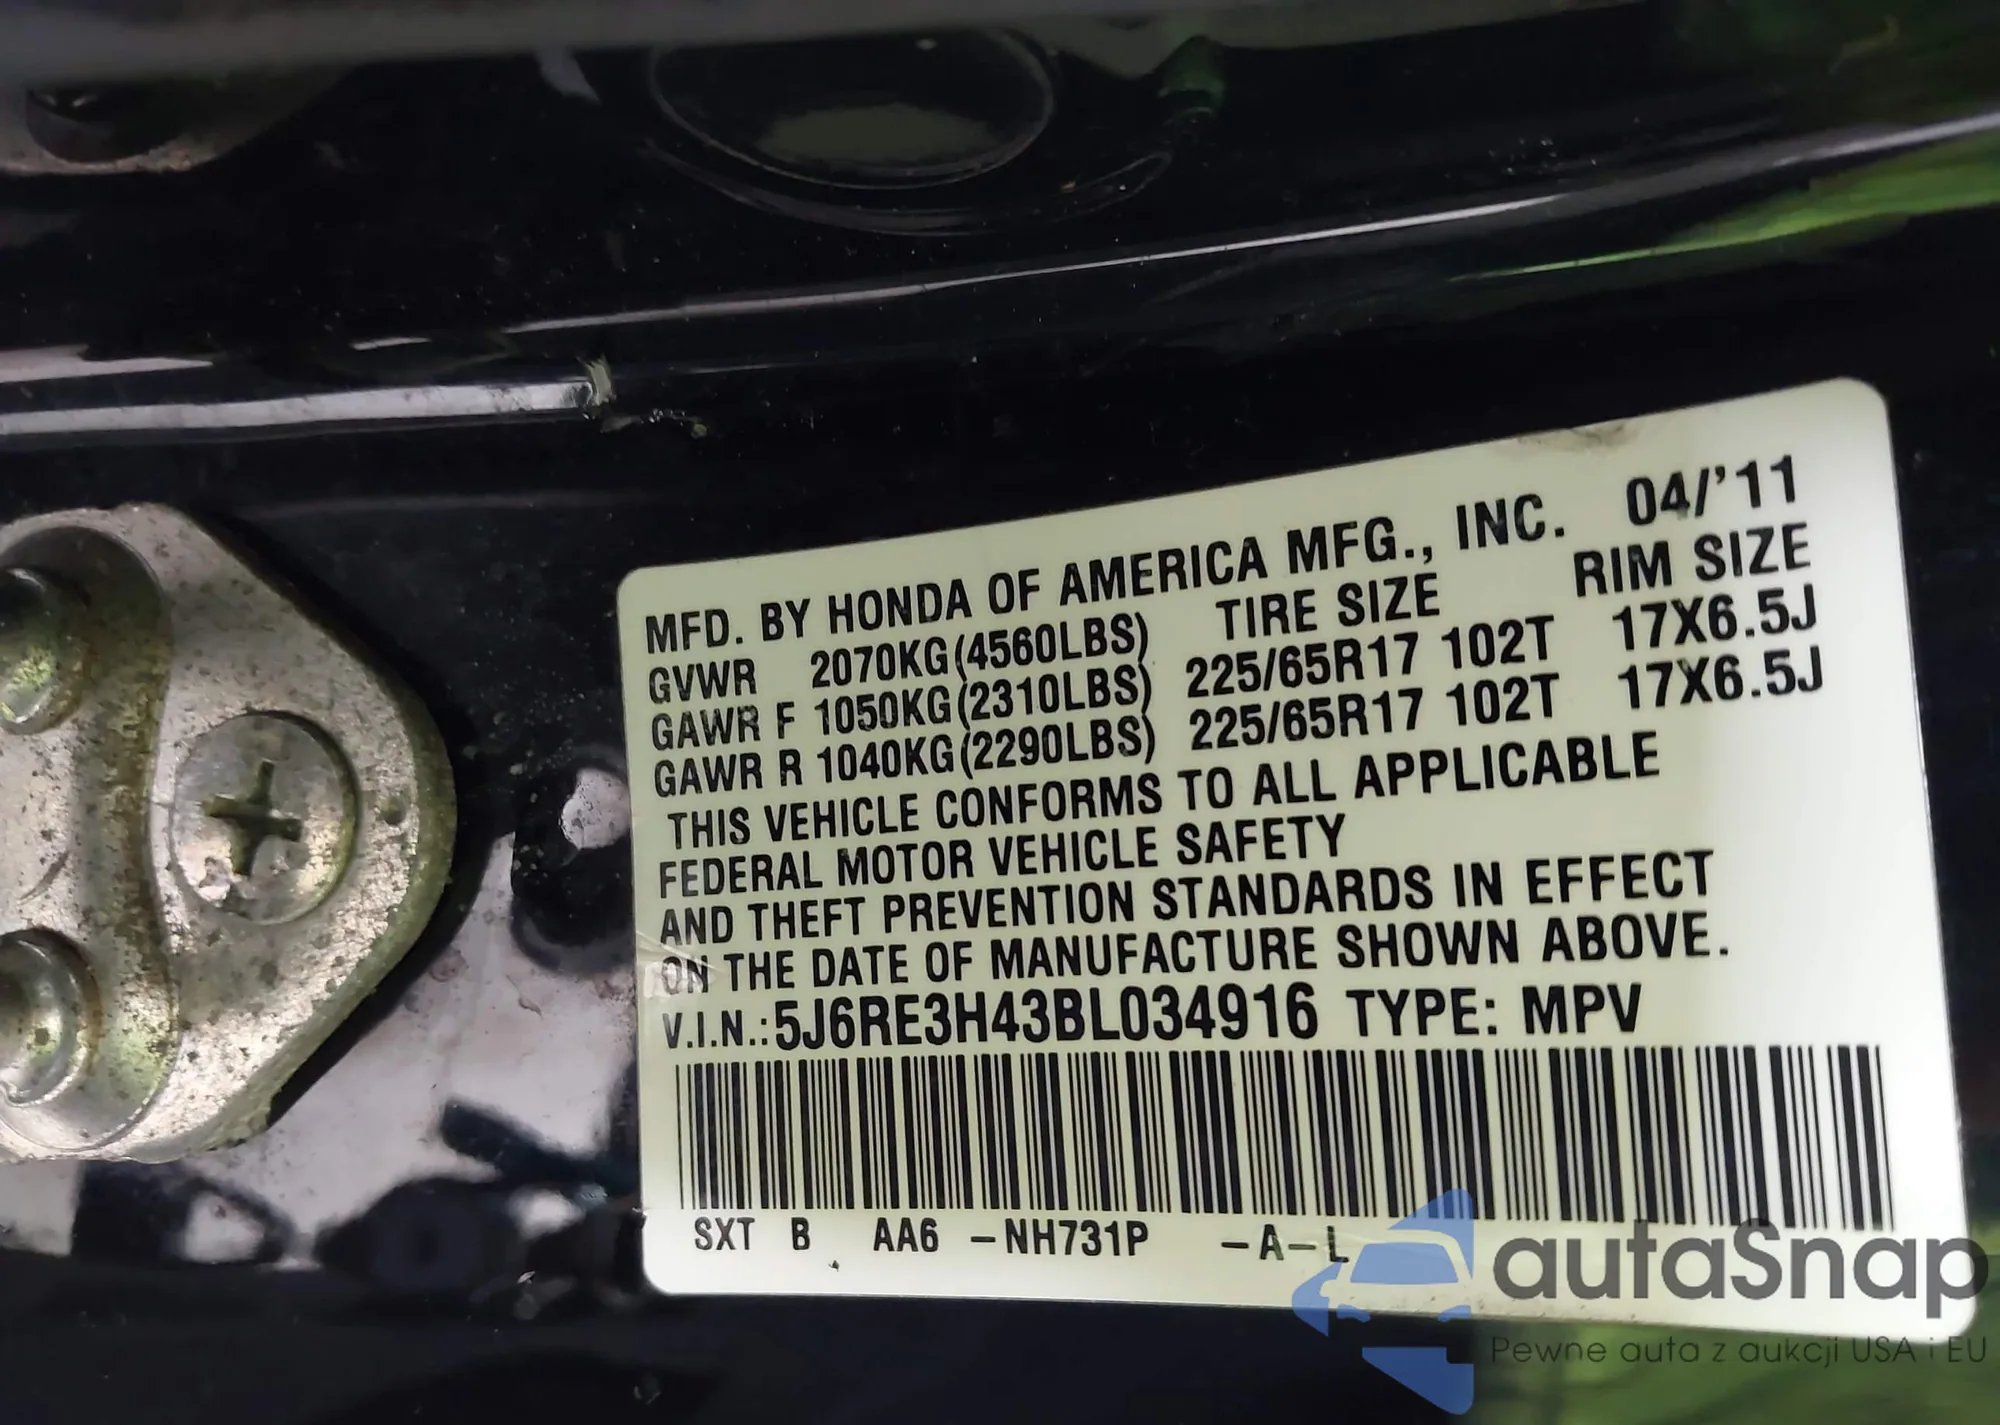 MFD. BY HONDA OF AMERICA MFG., INC. 04/'11
TIRE SIZE RIM SIZE
GVWR 2070KG(4560LBS)
GAWR F 1050KG(2310LBS) 225/65R17 102T 17X6.5J
GAWR R 1040KG(2290LBS) 225/65R17 102T 17X6.5J
THIS VEHICLE CONFORMS TO ALL APPLICABLE
FEDERAL MOTOR VEHICLE SAFETY
AND THEFT PREVENTION STANDARDS IN EFFECT
ON THE DATE OF MANUFACTURE SHOWN ABOVE.
V.I.N.:5J6RE3H43BL034916 TYPE: MPV
SXT B AA6 -NH731P -A-L
autaSnap
Pewne auta z aukcji USA i EU